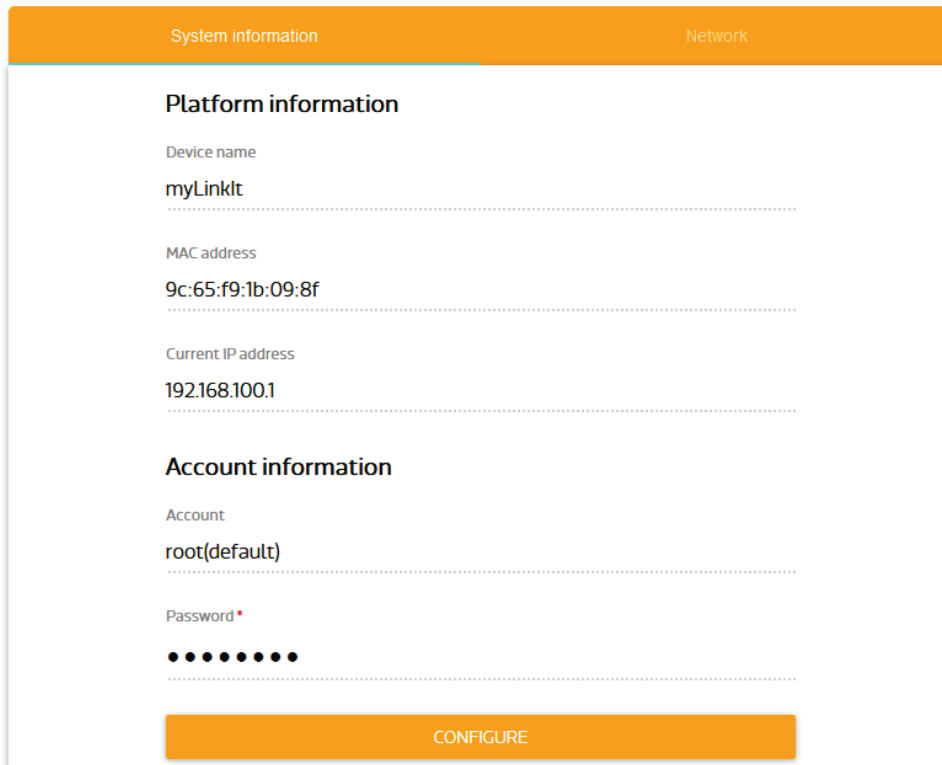 System information
Network
Platform information
Device name
myLinkIt
MAC address
9c:65:f9:1b:09:8f
Current IP address
192.168.100.1
Account information
Account
root(default)
Password *
••••••••
CONFIGURE